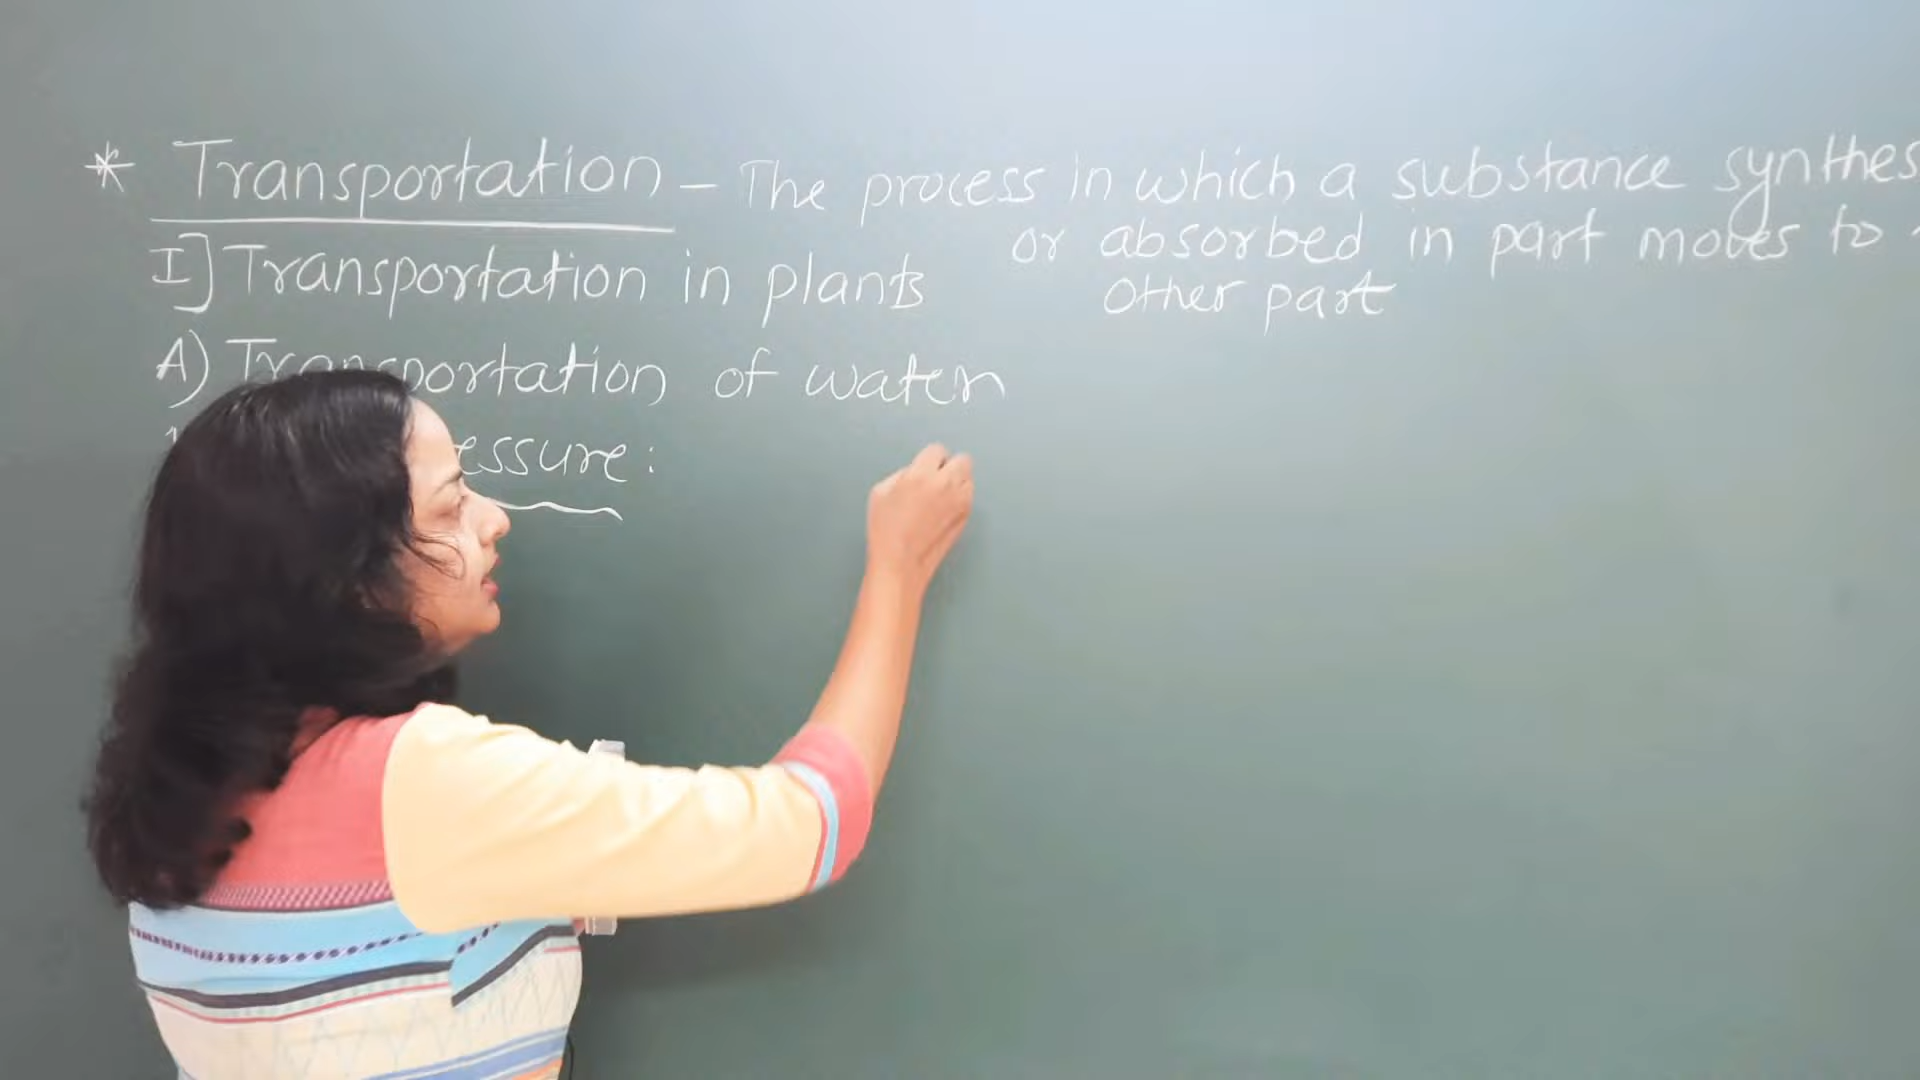 * Transportation - The process in which a substance synthes
or absorbed in part moves to
other part
I] Transportation in plants
A) Transportation of water
essure: